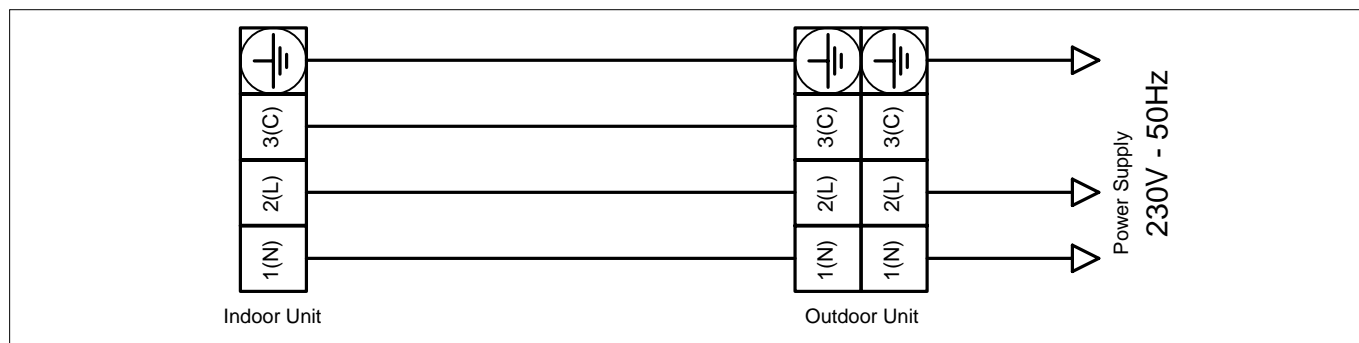 3(C)
3(C)
3(C)
2(L)
2(L)
2(L)
1(N)
1(N)
1(N)
Indoor Unit
Outdoor Unit
Power Supply
230V - 50Hz